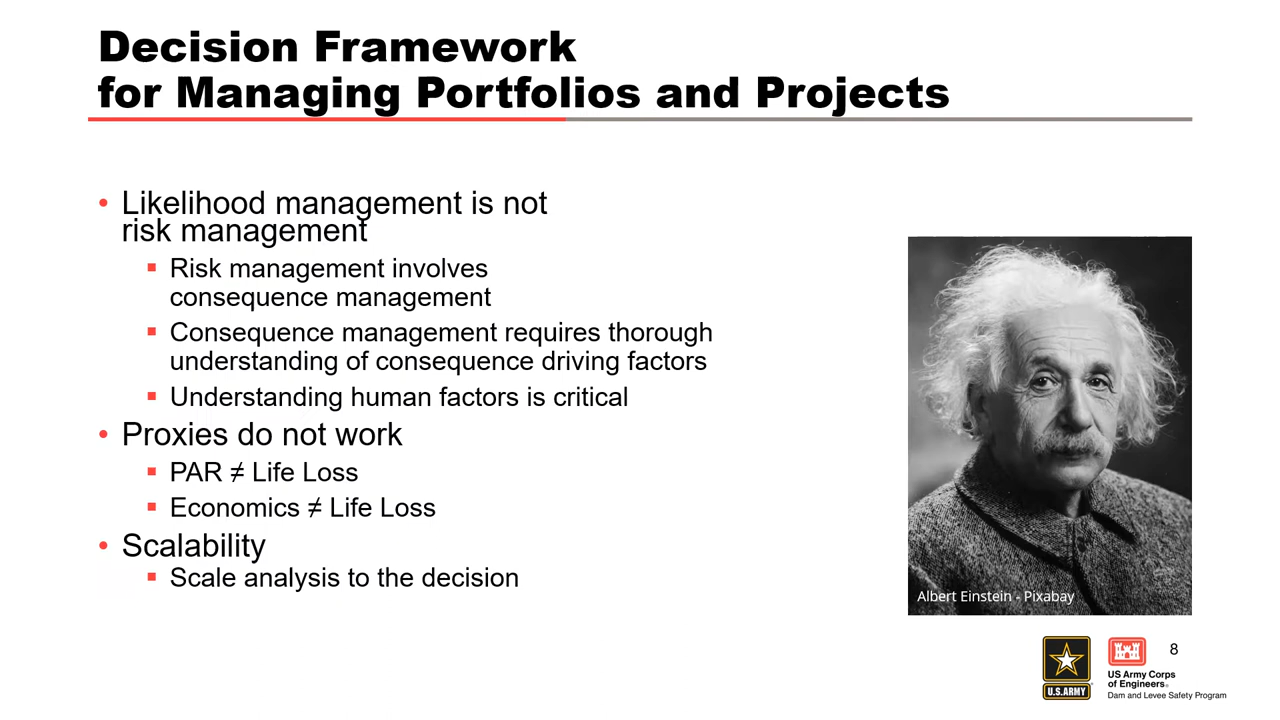 Decision Framework
for Managing Portfolios and Projects
• Likelihood management is not
risk management
▪ Risk management involves
consequence management
▪ Consequence management requires thorough
understanding of consequence driving factors
▪ Understanding human factors is critical
• Proxies do not work
▪ PAR ≠ Life Loss
▪ Economics ≠ Life Loss
• Scalability
▪ Scale analysis to the decision
Albert Einstein - Pixabay
U.S.ARMY
US Army Corps
of Engineers®
Dam and Levee Safety Program
8